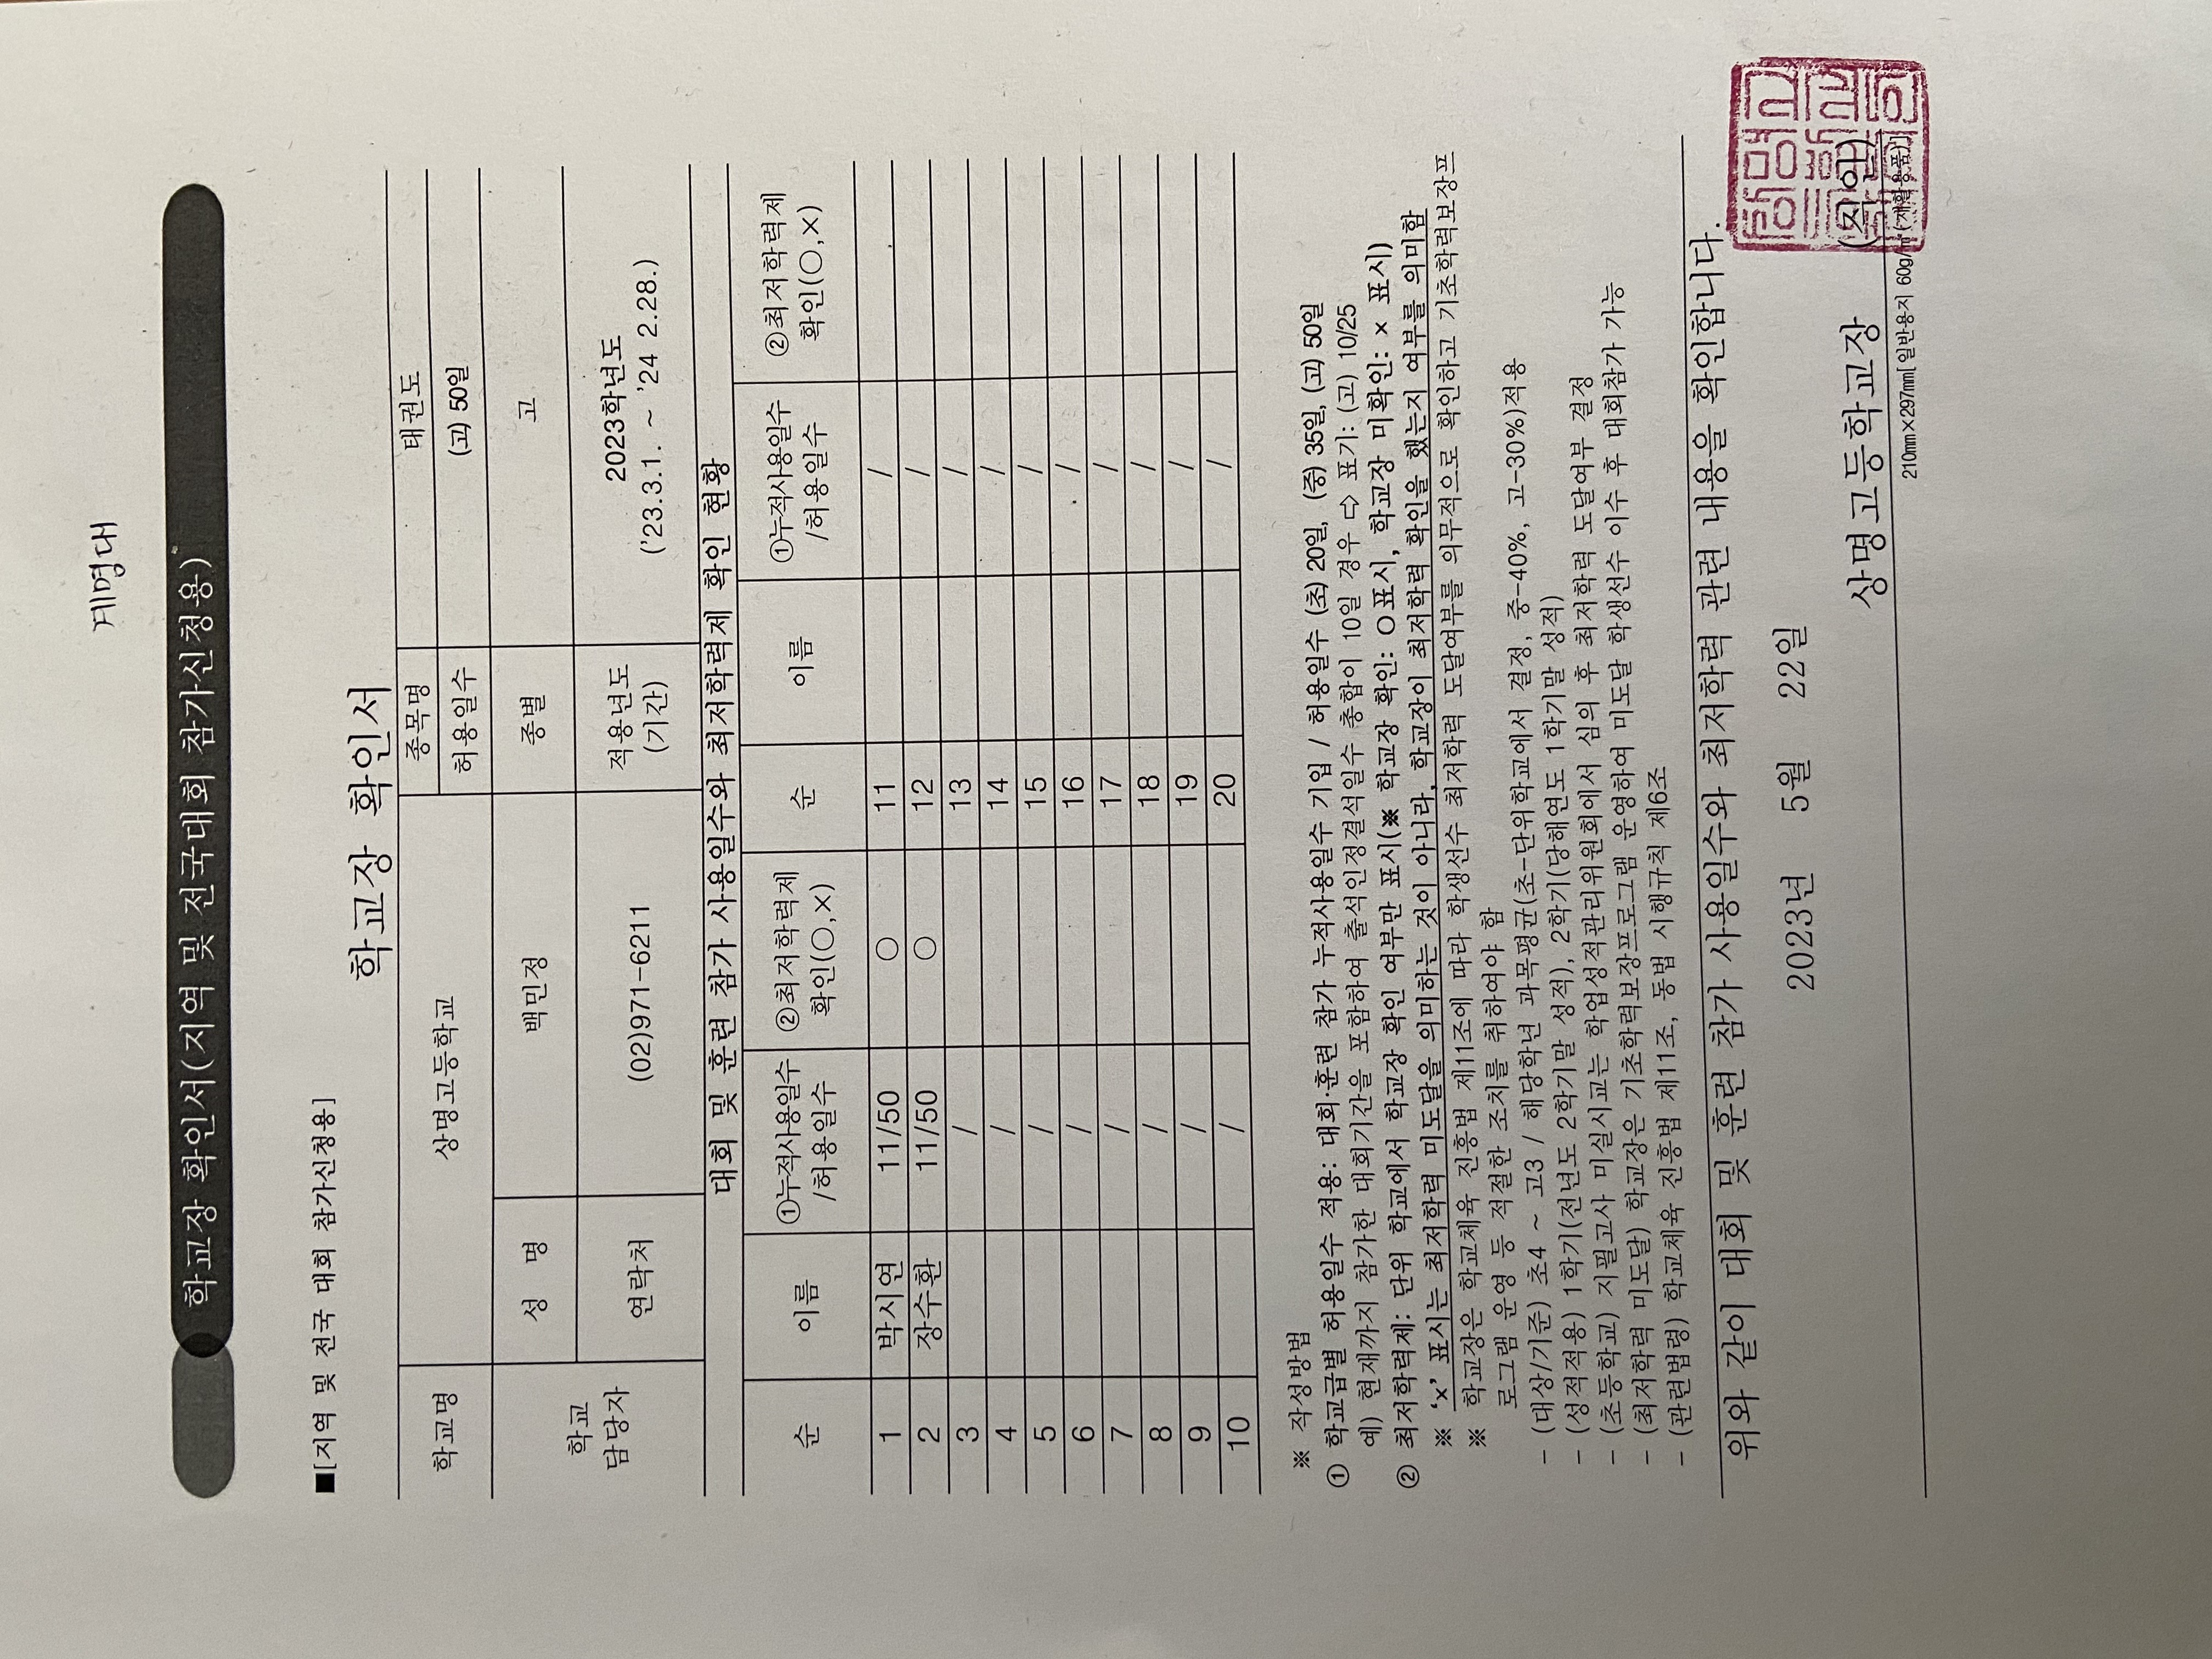 계명대
학교장 확인서(지역 및 전국대회 참가신청용)
■[지역 및 전국 대회 참가신청용]
학교장 확인서
학교명 상명고등학교 종목명 태권도
허용일수 (고) 50일
학교 담당자 성 명 백민정 종별 고
연락처 (02)971-6211 적용년도 (기간) 2023학년도 ('23.3.1. ~ '24 2.28.)
대회 및 훈련 참가 사용일수와 최저학력제 확인 현황
순 이름 ①누적사용일수 /허용일수 ②최저학력제 확인(○,×) 순 이름 ①누적사용일수 /허용일수 ②최저학력제 확인(○,×)
1 박시연 11/50 ○ 11 /
2 장수환 11/50 ○ 12 /
3 / 13 /
4 / 14 /
5 / 15 /
6 / 16 /
7 / 17 /
8 / 18 /
9 / 19 /
10 / 20 /
※ 작성방법
① 학교급별 허용일수 적용: 대회·훈련 참가 누적사용일수 기입 / 허용일수 (초) 20일, (중) 35일, (고) 50일
예) 현재까지 참가한 대회기간을 포함하여 출석인정결석일수 총합이 10일 경우 ⇨ 표기: (고) 10/25
② 최저학력제: 단위 학교에서 학교장 확인 여부만 표시(※ 학교장 확인: ○표시, 학교장 미확인: × 표시)
※ '×' 표시는 최저학력 미도달을 의미하는 것이 아니라, 학교장이 최저학력 확인을 했는지 여부를 의미함
※ 학교장은 학교체육 진흥법 제11조에 따라 학생선수 최저학력 도달여부를 의무적으로 확인하고 기초학력보장프
로그램 운영 등 적절한 조치를 취하여야 함
- (대상/기준) 초4 ~ 고3 / 해당학년 과목평균(초-단위학교에서 결정, 중-40%, 고-30%)적용
- (성적적용) 1학기(전년도 2학기말 성적), 2학기(당해연도 1학기말 성적)
- (초등학교) 지필고사 미실시교는 학업성적관리위원회에서 심의 후 최저학력 도달여부 결정
- (최저학력 미도달) 학교장은 기초학력보장프로그램 운영하여 미도달 학생선수 이수 후 대회참가 가능
- (관련법령) 학교체육 진흥법 제11조, 동법 시행규칙 제6조
위와 같이 대회 및 훈련 참가 사용일수와 최저학력 관련 내용을 확인합니다.
2023년 5월 22일
상명고등학교장 (직인)
210㎜×297㎜[일반용지 60g/㎡(재활용품)]